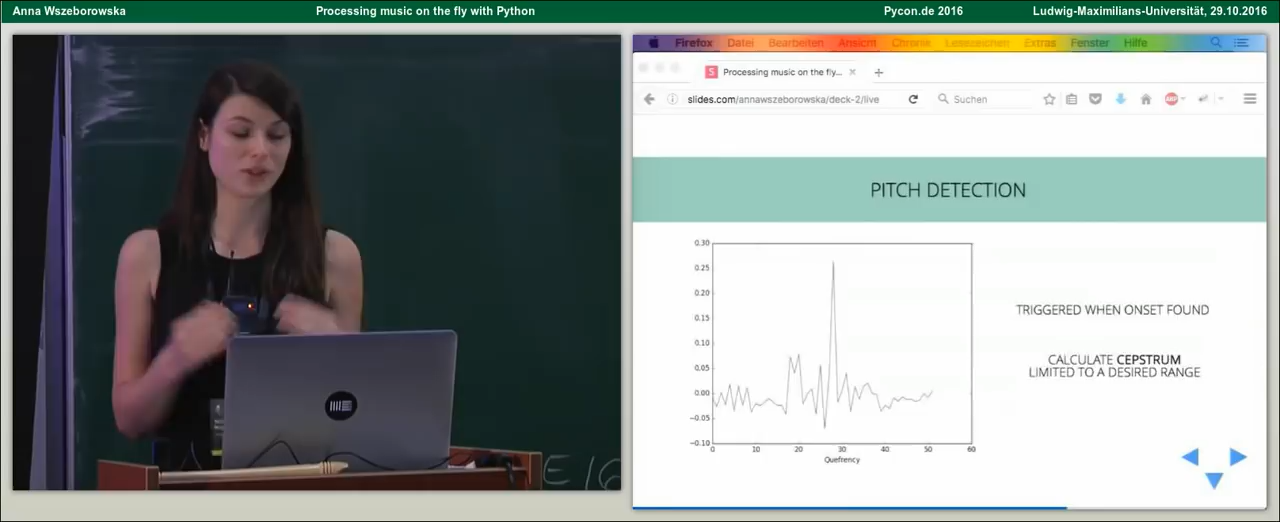 Anna Wszeborowska Processing music on the fly with Python Pycon.de 2016 Ludwig-Maximilians-Universität, 29.10.2016
Firefox Datei Bearbeiten Ansicht Chronik Lesezeichen Extras Fenster Hilfe
S Processing music on the fly...
slides.com/annawszeborowska/deck-2/live Suchen ABP
PITCH DETECTION
0.30
0.25
0.20
0.15
0.10
0.05
0.00
−0.05
−0.10
0 10 20 30 40 50 60
Quefrency
TRIGGERED WHEN ONSET FOUND
CALCULATE CEPSTRUM
LIMITED TO A DESIRED RANGE
E16